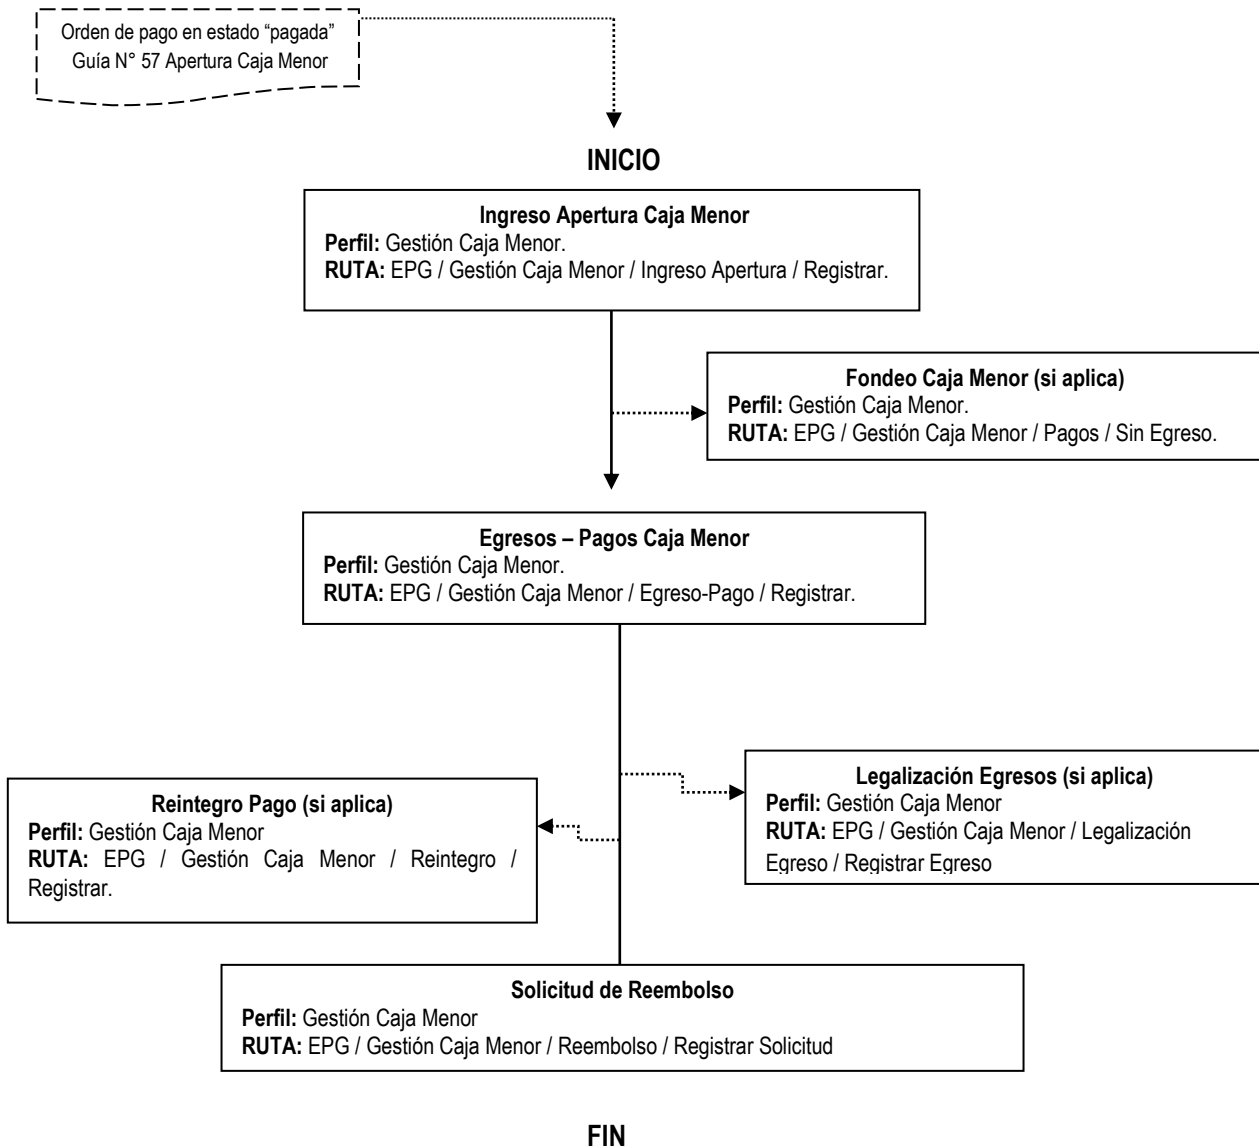 Orden de pago en estado “pagada”
Guía N° 57 Apertura Caja Menor
INICIO
Ingreso Apertura Caja Menor
Perfil: Gestión Caja Menor.
RUTA: EPG / Gestión Caja Menor / Ingreso Apertura / Registrar.
Fondeo Caja Menor (si aplica)
Perfil: Gestión Caja Menor.
RUTA: EPG / Gestión Caja Menor / Pagos / Sin Egreso.
Egresos – Pagos Caja Menor
Perfil: Gestión Caja Menor.
RUTA: EPG / Gestión Caja Menor / Egreso-Pago / Registrar.
Legalización Egresos (si aplica)
Perfil: Gestión Caja Menor
RUTA: EPG / Gestión Caja Menor / Legalización
Egreso / Registrar Egreso
Reintegro Pago (si aplica)
Perfil: Gestión Caja Menor
RUTA: EPG / Gestión Caja Menor / Reintegro /
Registrar.
Solicitud de Reembolso
Perfil: Gestión Caja Menor
RUTA: EPG / Gestión Caja Menor / Reembolso / Registrar Solicitud
FIN